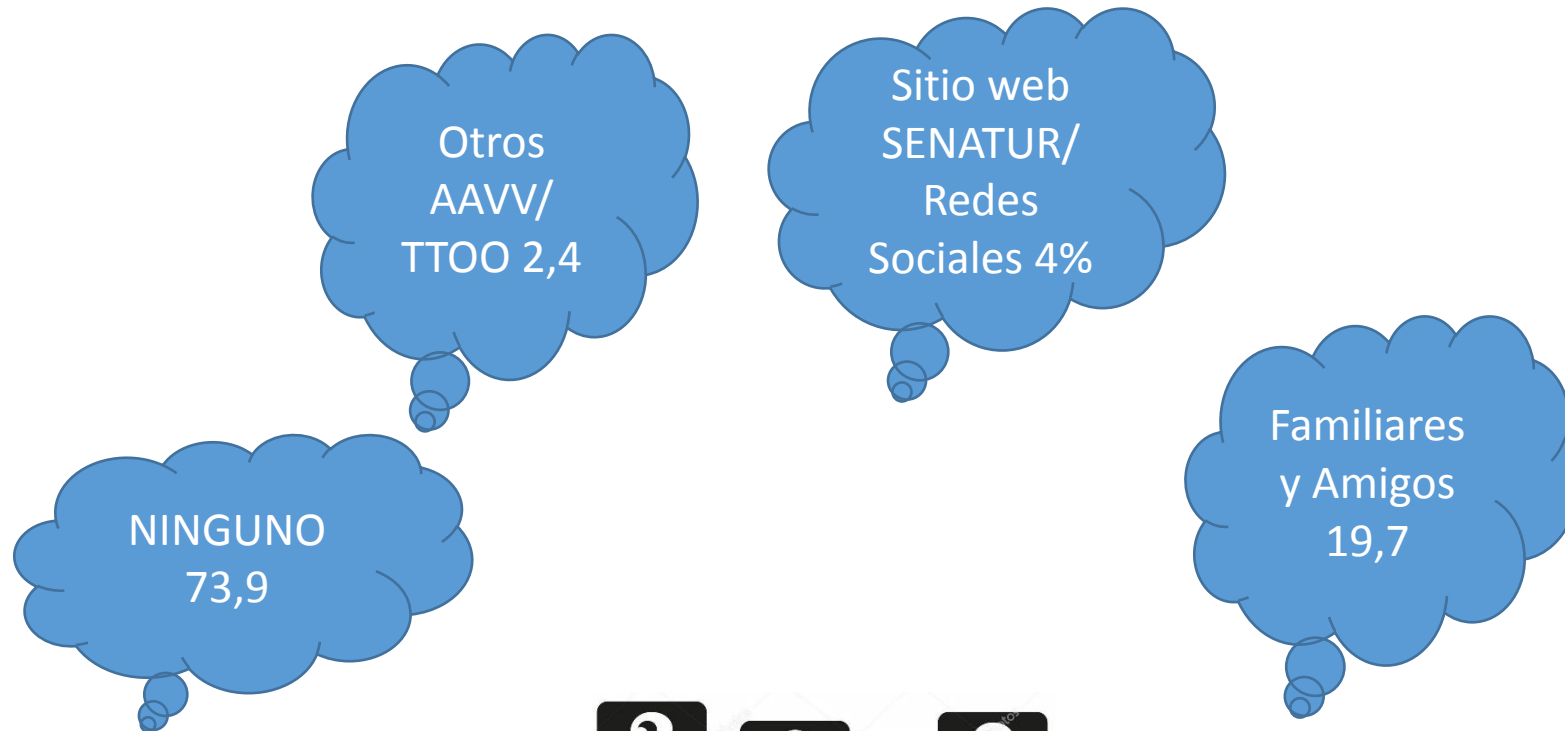 Otros
AAVV/
TTOO 2,4
Sitio web
SENATUR/
Redes
Sociales 4%
Familiares
y Amigos
19,7
NINGUNO
73,9
?